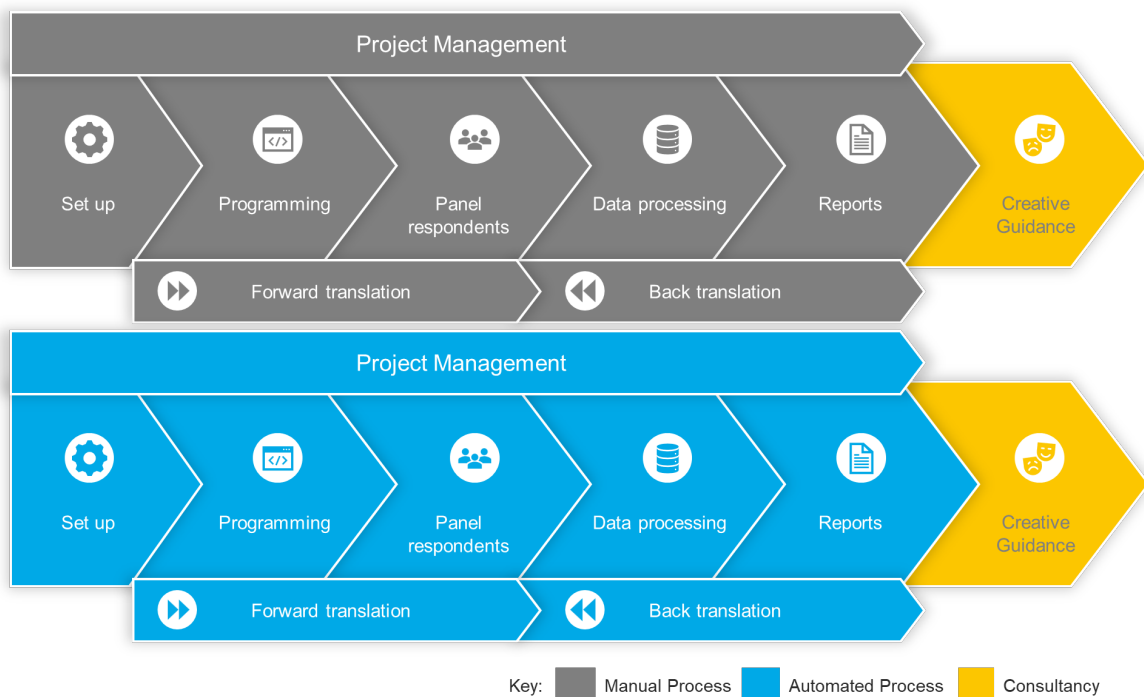 Project Management
Set up
Programming
Panel
respondents
Data processing
Reports
Creative
Guidance
Forward translation
Back translation
Project Management
Set up
Programming
Panel
respondents
Data processing
Reports
Creative
Guidance
Forward translation
Back translation
Key: Manual Process Automated Process Consultancy